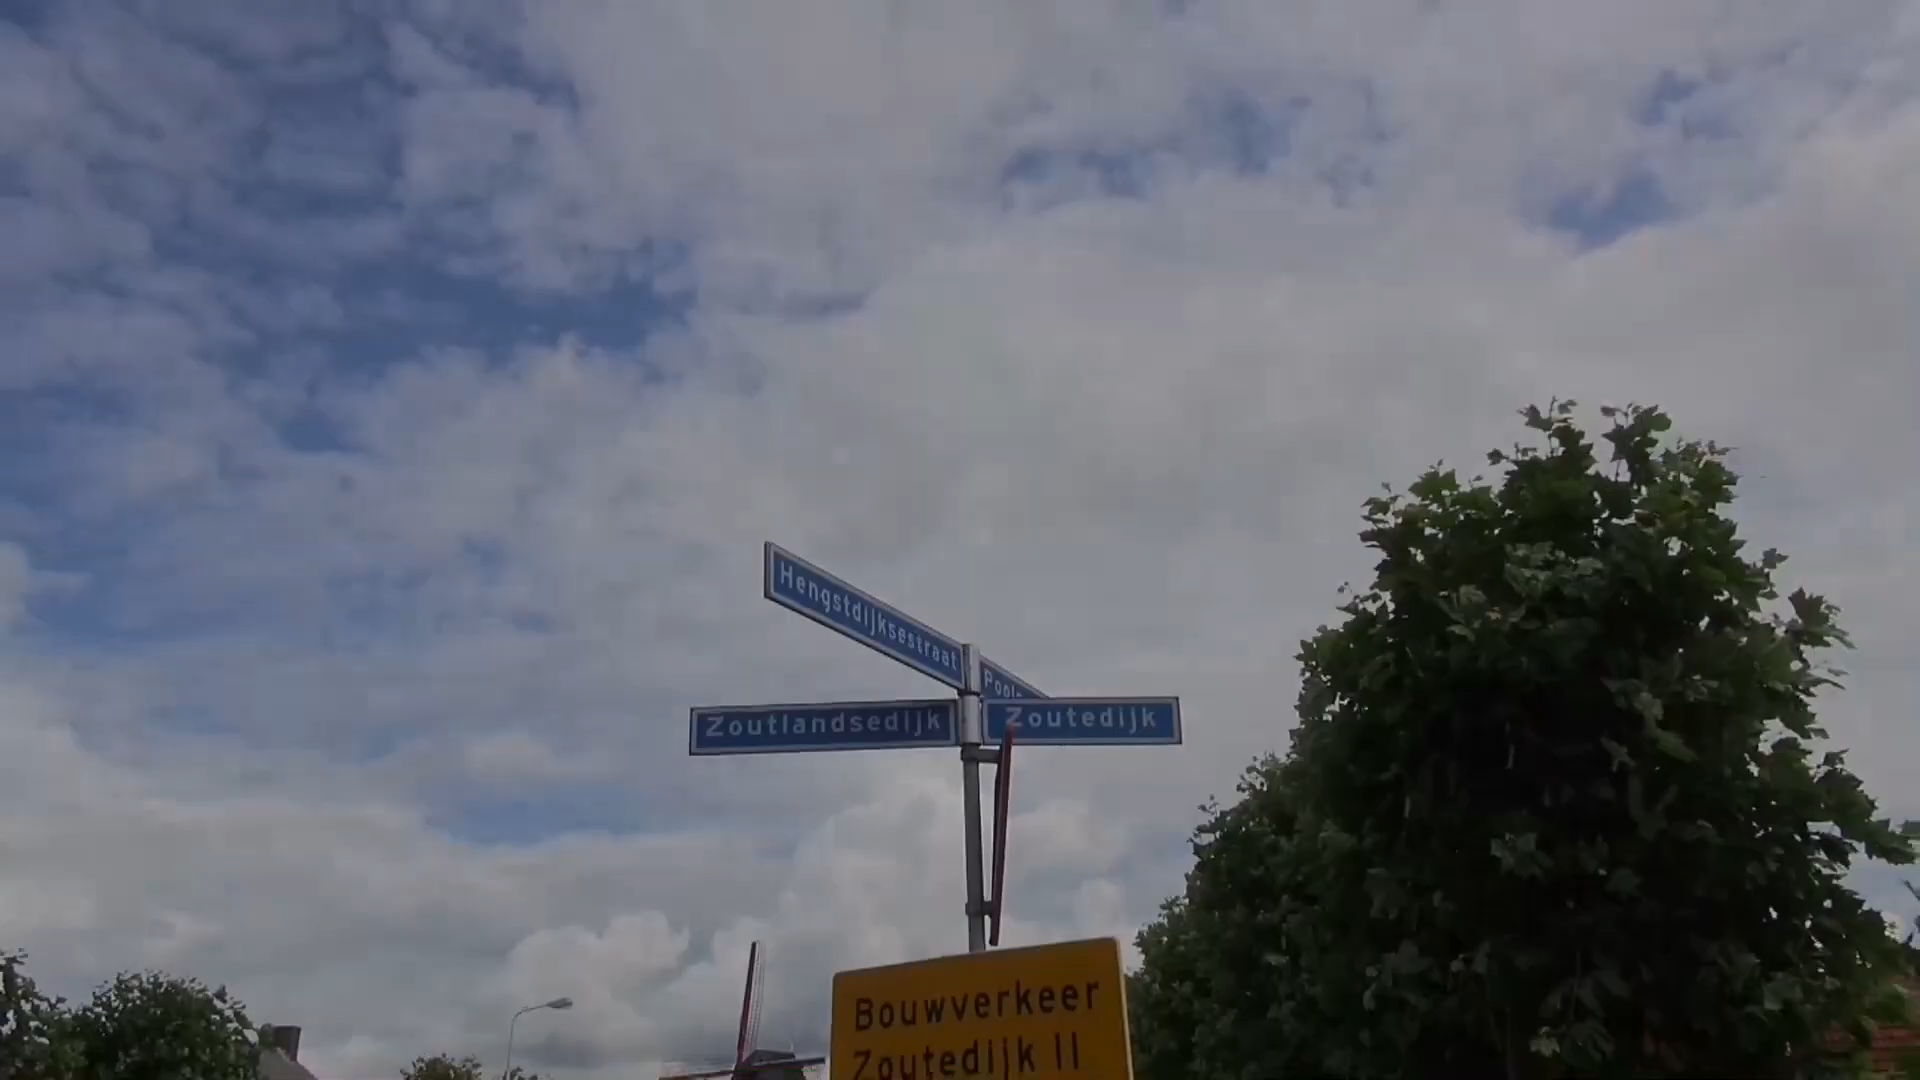 Hengstdijksestraat
Zoutlandsedijk
Zoutedijk
Bouwverkeer
Zoutedijk II